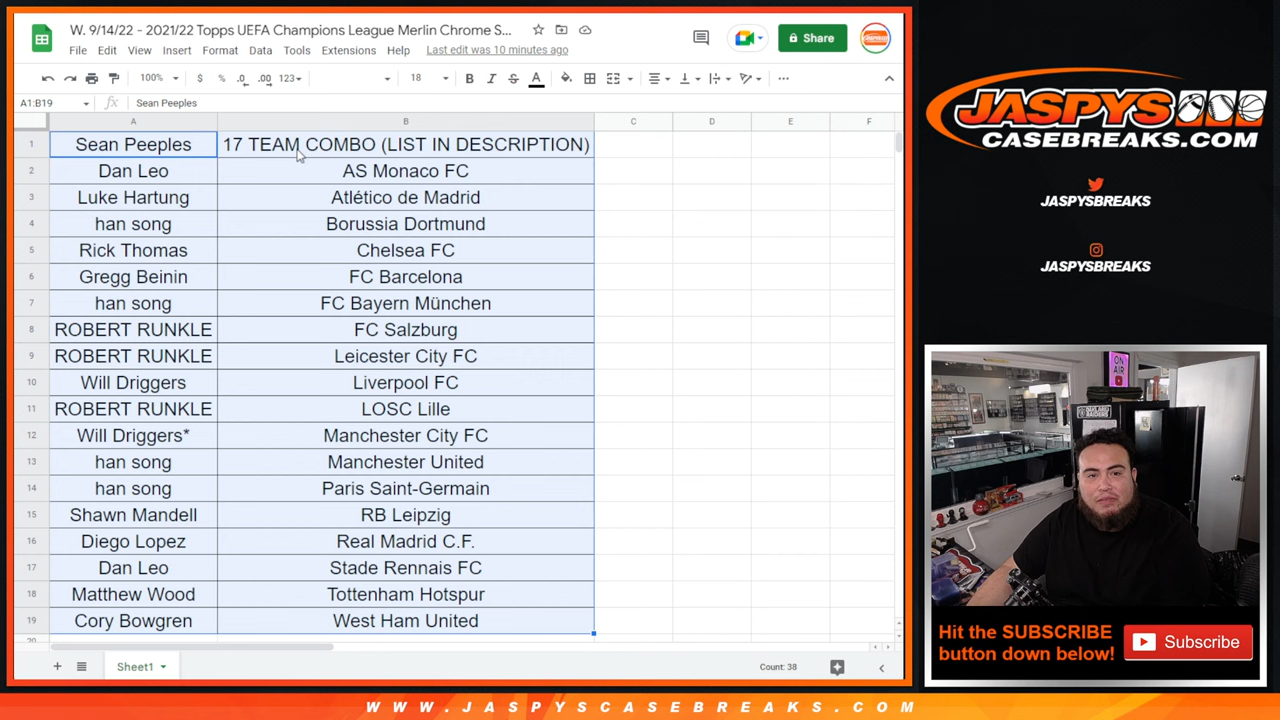 W. 9/14/22 - 2021/22 Topps UEFA Champions League Merlin Chrome S...
File Edit View Insert Format Data Tools Extensions Help Last edit was 10 minutes ago
Share
100% $ % .0 .00 123 18 B I S A
A1:B19 fx Sean Peeples
A B C D E F
1 Sean Peeples 17 TEAM COMBO (LIST IN DESCRIPTION)
2 Dan Leo AS Monaco FC
3 Luke Hartung Atlético de Madrid
4 han song Borussia Dortmund
5 Rick Thomas Chelsea FC
6 Gregg Beinin FC Barcelona
7 han song FC Bayern München
8 ROBERT RUNKLE FC Salzburg
9 ROBERT RUNKLE Leicester City FC
10 Will Driggers Liverpool FC
11 ROBERT RUNKLE LOSC Lille
12 Will Driggers* Manchester City FC
13 han song Manchester United
14 han song Paris Saint-Germain
15 Shawn Mandell RB Leipzig
16 Diego Lopez Real Madrid C.F.
17 Dan Leo Stade Rennais FC
18 Matthew Wood Tottenham Hotspur
19 Cory Bowgren West Ham United
Sheet1
Count: 38
JASPYS
CASEBREAKS.COM
JASPYSBREAKS
JASPYSBREAKS
ON AIR
Hit the SUBSCRIBE
button down below!
Subscribe
WWW.JASPYSCASEBREAKS.COM